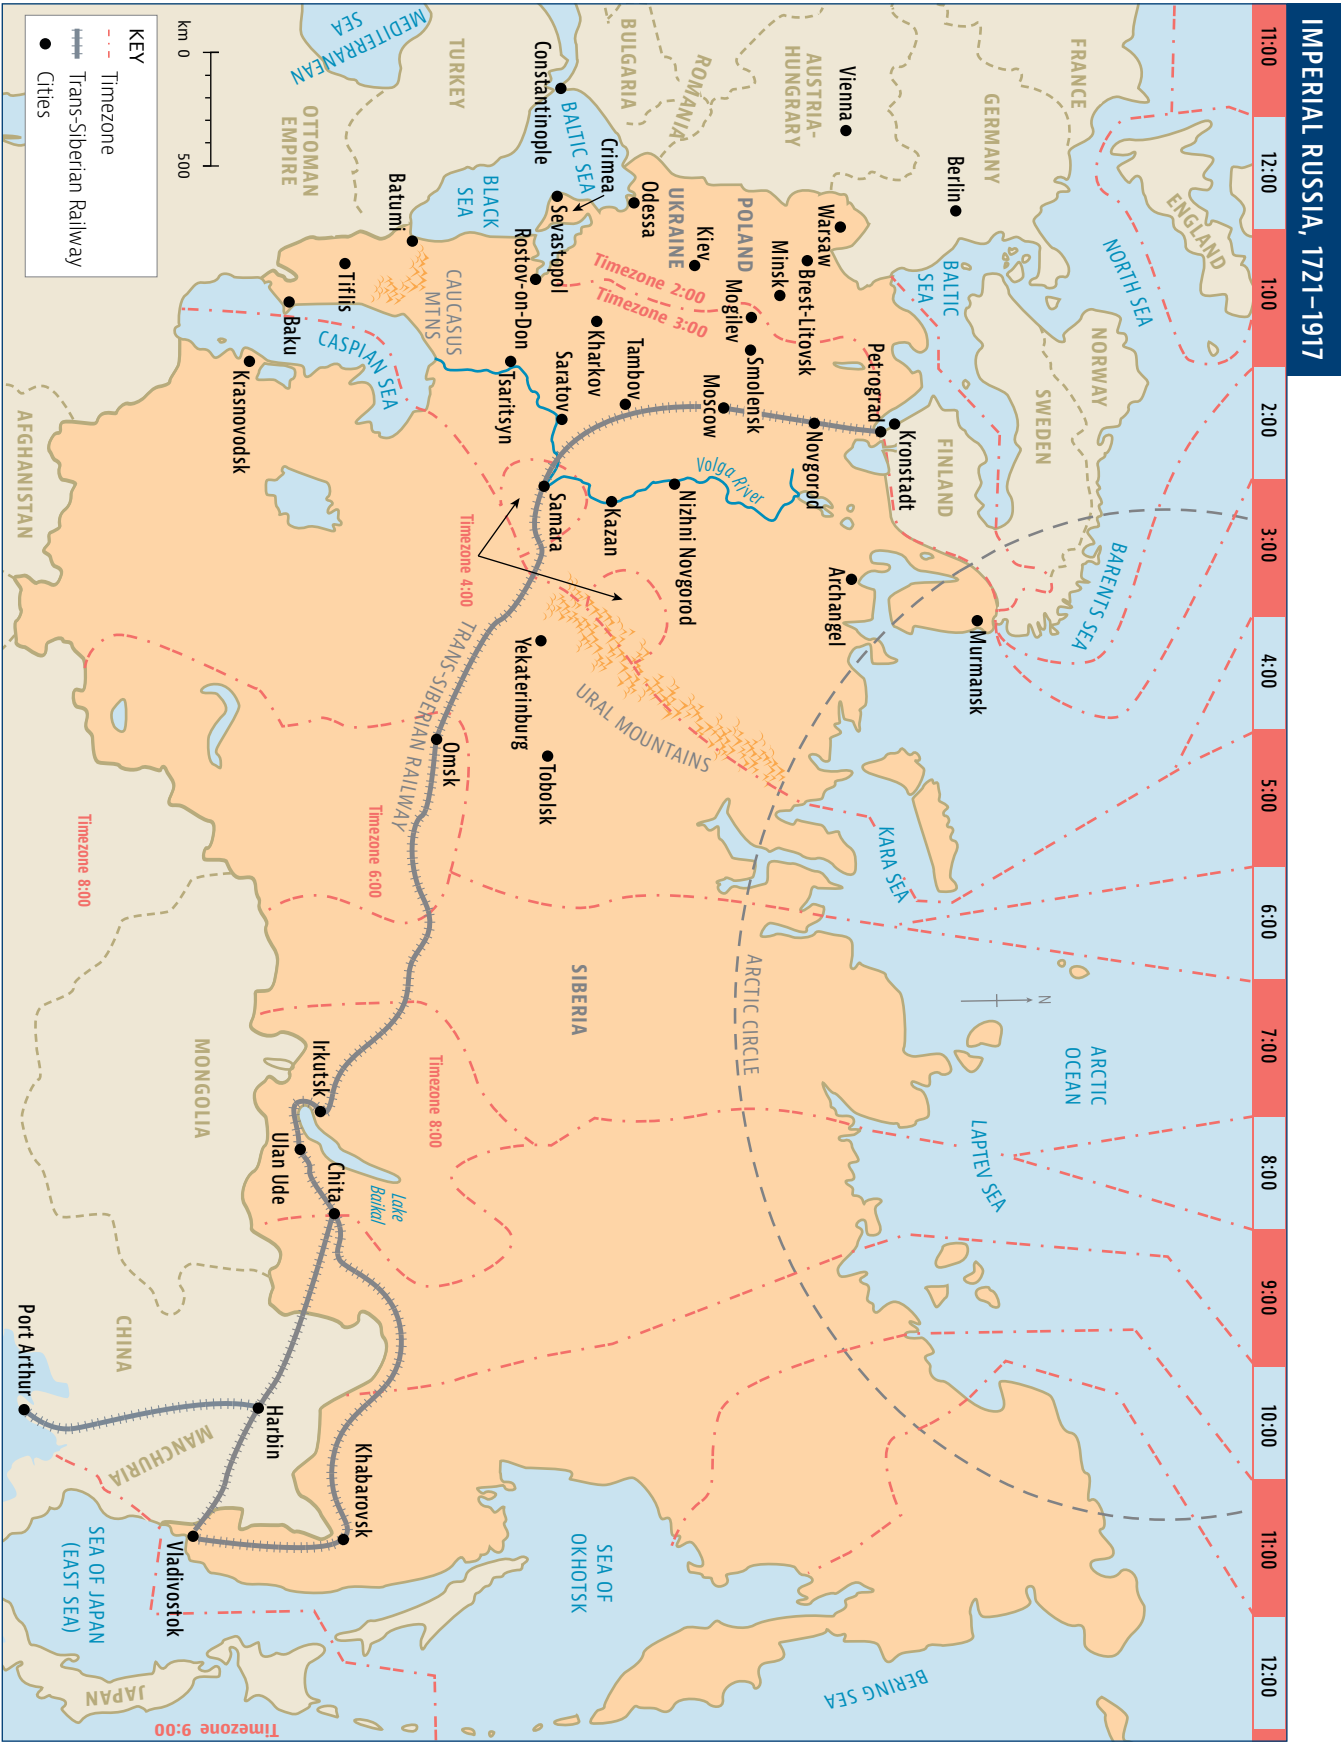 IMPERIAL RUSSIA, 1721–1917
11:00
12:00
1:00
2:00
3:00
4:00
5:00
6:00
7:00
8:00
9:00
10:00
11:00
12:00
FRANCE
ENGLAND
NORTH SEA
NORWAY
SWEDEN
FINLAND
BARENTS SEA
Murmansk
KARA SEA
ARCTIC
OCEAN
N
LAPTEV SEA
BERING SEA
GERMANY
Berlin
BALTIC
SEA
Vienna
AUSTRIA-
HUNGRARY
Warsaw
Brest-Litovsk
Minsk
POLAND
Mogilev
Smolensk
Petrograd
Kronstadt
Novgorod
Moscow
Archangel
Volga River
Nizhni Novgorod
Kazan
URAL MOUNTAINS
ARCTIC CIRCLE
SIBERIA
SEA OF
OKHOTSK
ROMANIA
BULGARIA
UKRAINE
Kiev
Odessa
Crimea
Timezone 2:00
Timezone 3:00
Kharkov
Tambov
Saratov
Samara
Tsaritsyn
Rostov-on-Don
Sevastopol
BALTIC SEA
Constantinople
BLACK
SEA
TURKEY
MEDITERRANEAN
SEA
OTTOMAN
EMPIRE
Batumi
Tiflis
Baku
CAUCASUS
MTNS
CASPIAN SEA
Krasnovodsk
AFGHANISTAN
Timezone 4:00
Yekaterinburg
Tobolsk
TRANS-SIBERIAN RAILWAY
Omsk
Timezone 6:00
Timezone 8:00
Timezone 8:00
Irkutsk
Ulan Ude
Chita
Lake
Baikal
MONGOLIA
CHINA
MANCHURIA
Harbin
Port Arthur
Khabarovsk
Vladivostok
SEA OF JAPAN
(EAST SEA)
JAPAN
Timezone 9:00
km 0
500
KEY
Timezone
Trans-Siberian Railway
Cities